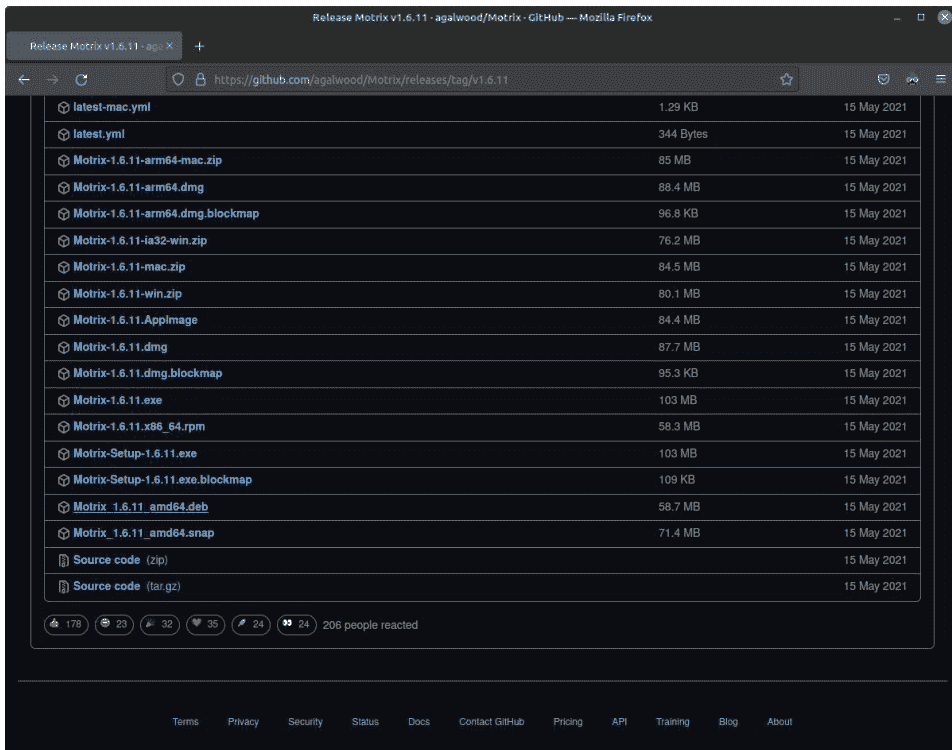 Release Motrix v1.6.11 · agalwood/Motrix · GitHub — Mozilla Firefox
Release Motrix v1.6.11 · aga
https://github.com/agalwood/Motrix/releases/tag/v1.6.11
latest-mac.yml 1.29 KB 15 May 2021
latest.yml 344 Bytes 15 May 2021
Motrix-1.6.11-arm64-mac.zip 85 MB 15 May 2021
Motrix-1.6.11-arm64.dmg 88.4 MB 15 May 2021
Motrix-1.6.11-arm64.dmg.blockmap 96.8 KB 15 May 2021
Motrix-1.6.11-ia32-win.zip 76.2 MB 15 May 2021
Motrix-1.6.11-mac.zip 84.5 MB 15 May 2021
Motrix-1.6.11-win.zip 80.1 MB 15 May 2021
Motrix-1.6.11.AppImage 84.4 MB 15 May 2021
Motrix-1.6.11.dmg 87.7 MB 15 May 2021
Motrix-1.6.11.dmg.blockmap 95.3 KB 15 May 2021
Motrix-1.6.11.exe 103 MB 15 May 2021
Motrix-1.6.11.x86_64.rpm 58.3 MB 15 May 2021
Motrix-Setup-1.6.11.exe 103 MB 15 May 2021
Motrix-Setup-1.6.11.exe.blockmap 109 KB 15 May 2021
Motrix_1.6.11_amd64.deb 58.7 MB 15 May 2021
Motrix_1.6.11_amd64.snap 71.4 MB 15 May 2021
Source code (zip) 15 May 2021
Source code (tar.gz) 15 May 2021
178 23 32 35 24 24 206 people reacted
Terms Privacy Security Status Docs Contact GitHub Pricing API Training Blog About